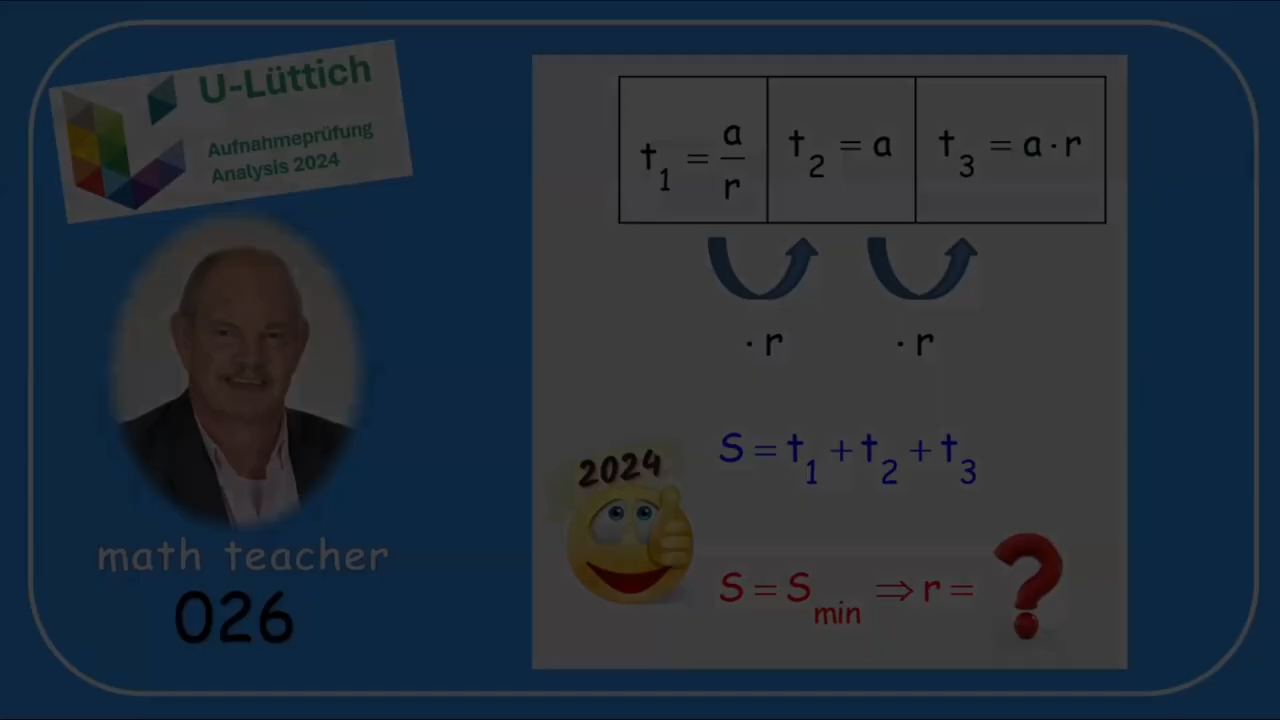 U-Lüttich
Aufnahmeprüfung
Analysis 2024
math teacher
026
t₁ = a/r
t₂ = a
t₃ = a · r
· r
· r
2024
S = t₁ + t₂ + t₃
S = S_min ⇒ r = ?